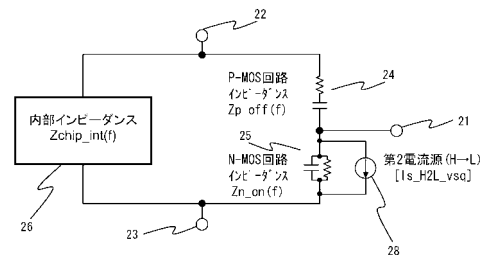 22
P-MOS回路
インピーダンス
Zp_off(f)
24
内部インピーダンス
Zchip_int(f)
21
25
N-MOS回路
インピーダンス
Zn_on(f)
第2電流源(H→L)
[Is_H2L_vsq]
26
23
28